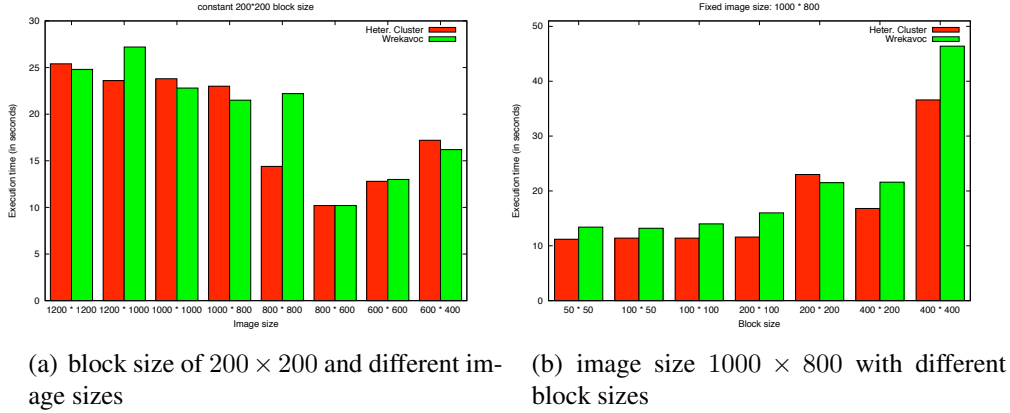 constant 200*200 block size
Heter. Cluster
Wrekavoc
Execution time (in seconds)
30
25
20
15
10
5
0
1200 * 1200 1200 * 1000 1000 * 1000 1000 * 800 800 * 800 800 * 600 600 * 600 600 * 400
Image size
Fixed image size: 1000 * 800
Heter. Cluster
Wrekavoc
Execution time (in seconds)
50
40
30
20
10
0
50 * 50 100 * 50 100 * 100 200 * 100 200 * 200 400 * 200 400 * 400
Block size
(a) block size of 200 × 200 and different im-
age sizes
(b) image size 1000 × 800 with different
block sizes